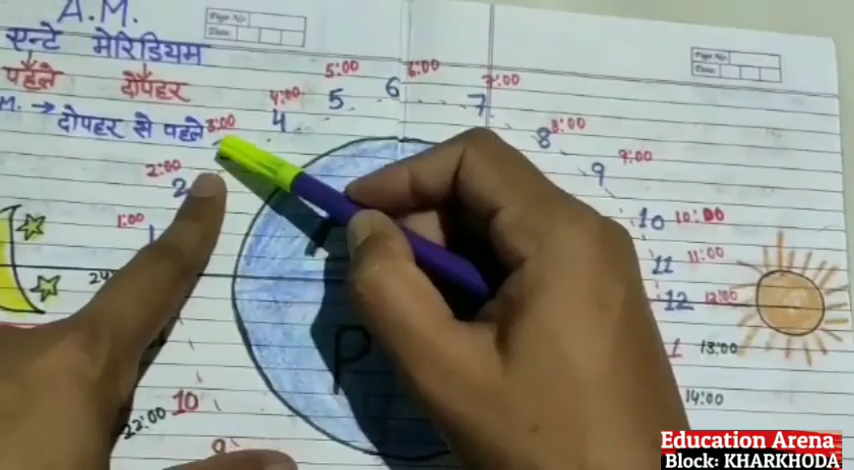 A.M.
एन्टे मेरिडियम
पहले दोपहर
M. → दोपहर से पहले
Page No.
Date
Page No.
Date
1:00
2:00 2
3:00
4:00 4
5:00 5
6:00 6
7:00 7
8 8:00
9 9:00
10 10:00
11 11:00
12 12:00
1 13:00
14:00
P
10
22:00
Education Arena
Block: KHARKHODA